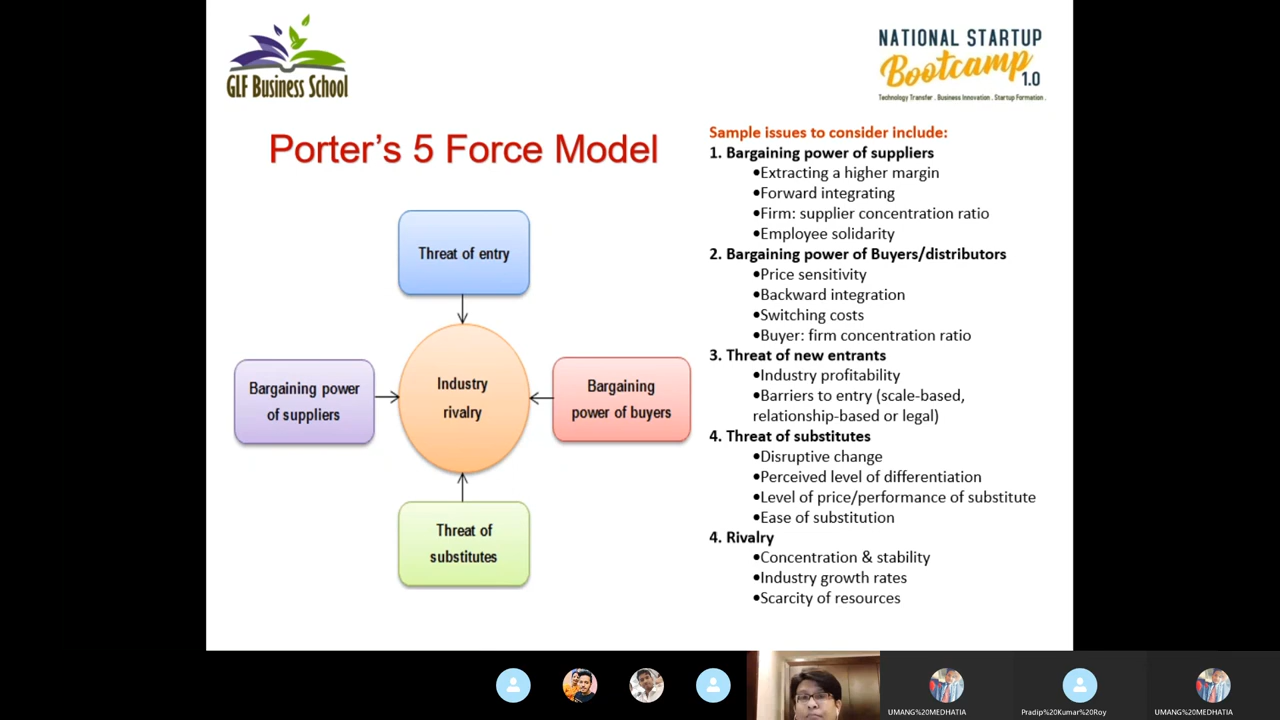 GLF Business School
NATIONAL STARTUP
Bootcamp
1.0
Technology Transfer . Business Innovation . Startup Formation .
Porter's 5 Force Model
Threat of entry
Bargaining power
of suppliers
Industry
rivalry
Bargaining
power of buyers
Threat of
substitutes
Sample issues to consider include:
1. Bargaining power of suppliers
•Extracting a higher margin
•Forward integrating
•Firm: supplier concentration ratio
•Employee solidarity
2. Bargaining power of Buyers/distributors
•Price sensitivity
•Backward integration
•Switching costs
•Buyer: firm concentration ratio
3. Threat of new entrants
•Industry profitability
•Barriers to entry (scale-based,
relationship-based or legal)
4. Threat of substitutes
•Disruptive change
•Perceived level of differentiation
•Level of price/performance of substitute
•Ease of substitution
4. Rivalry
•Concentration & stability
•Industry growth rates
•Scarcity of resources
UMANG%20MEDHATIA
Pradip%20Kumar%20Roy
UMANG%20MEDHATIA